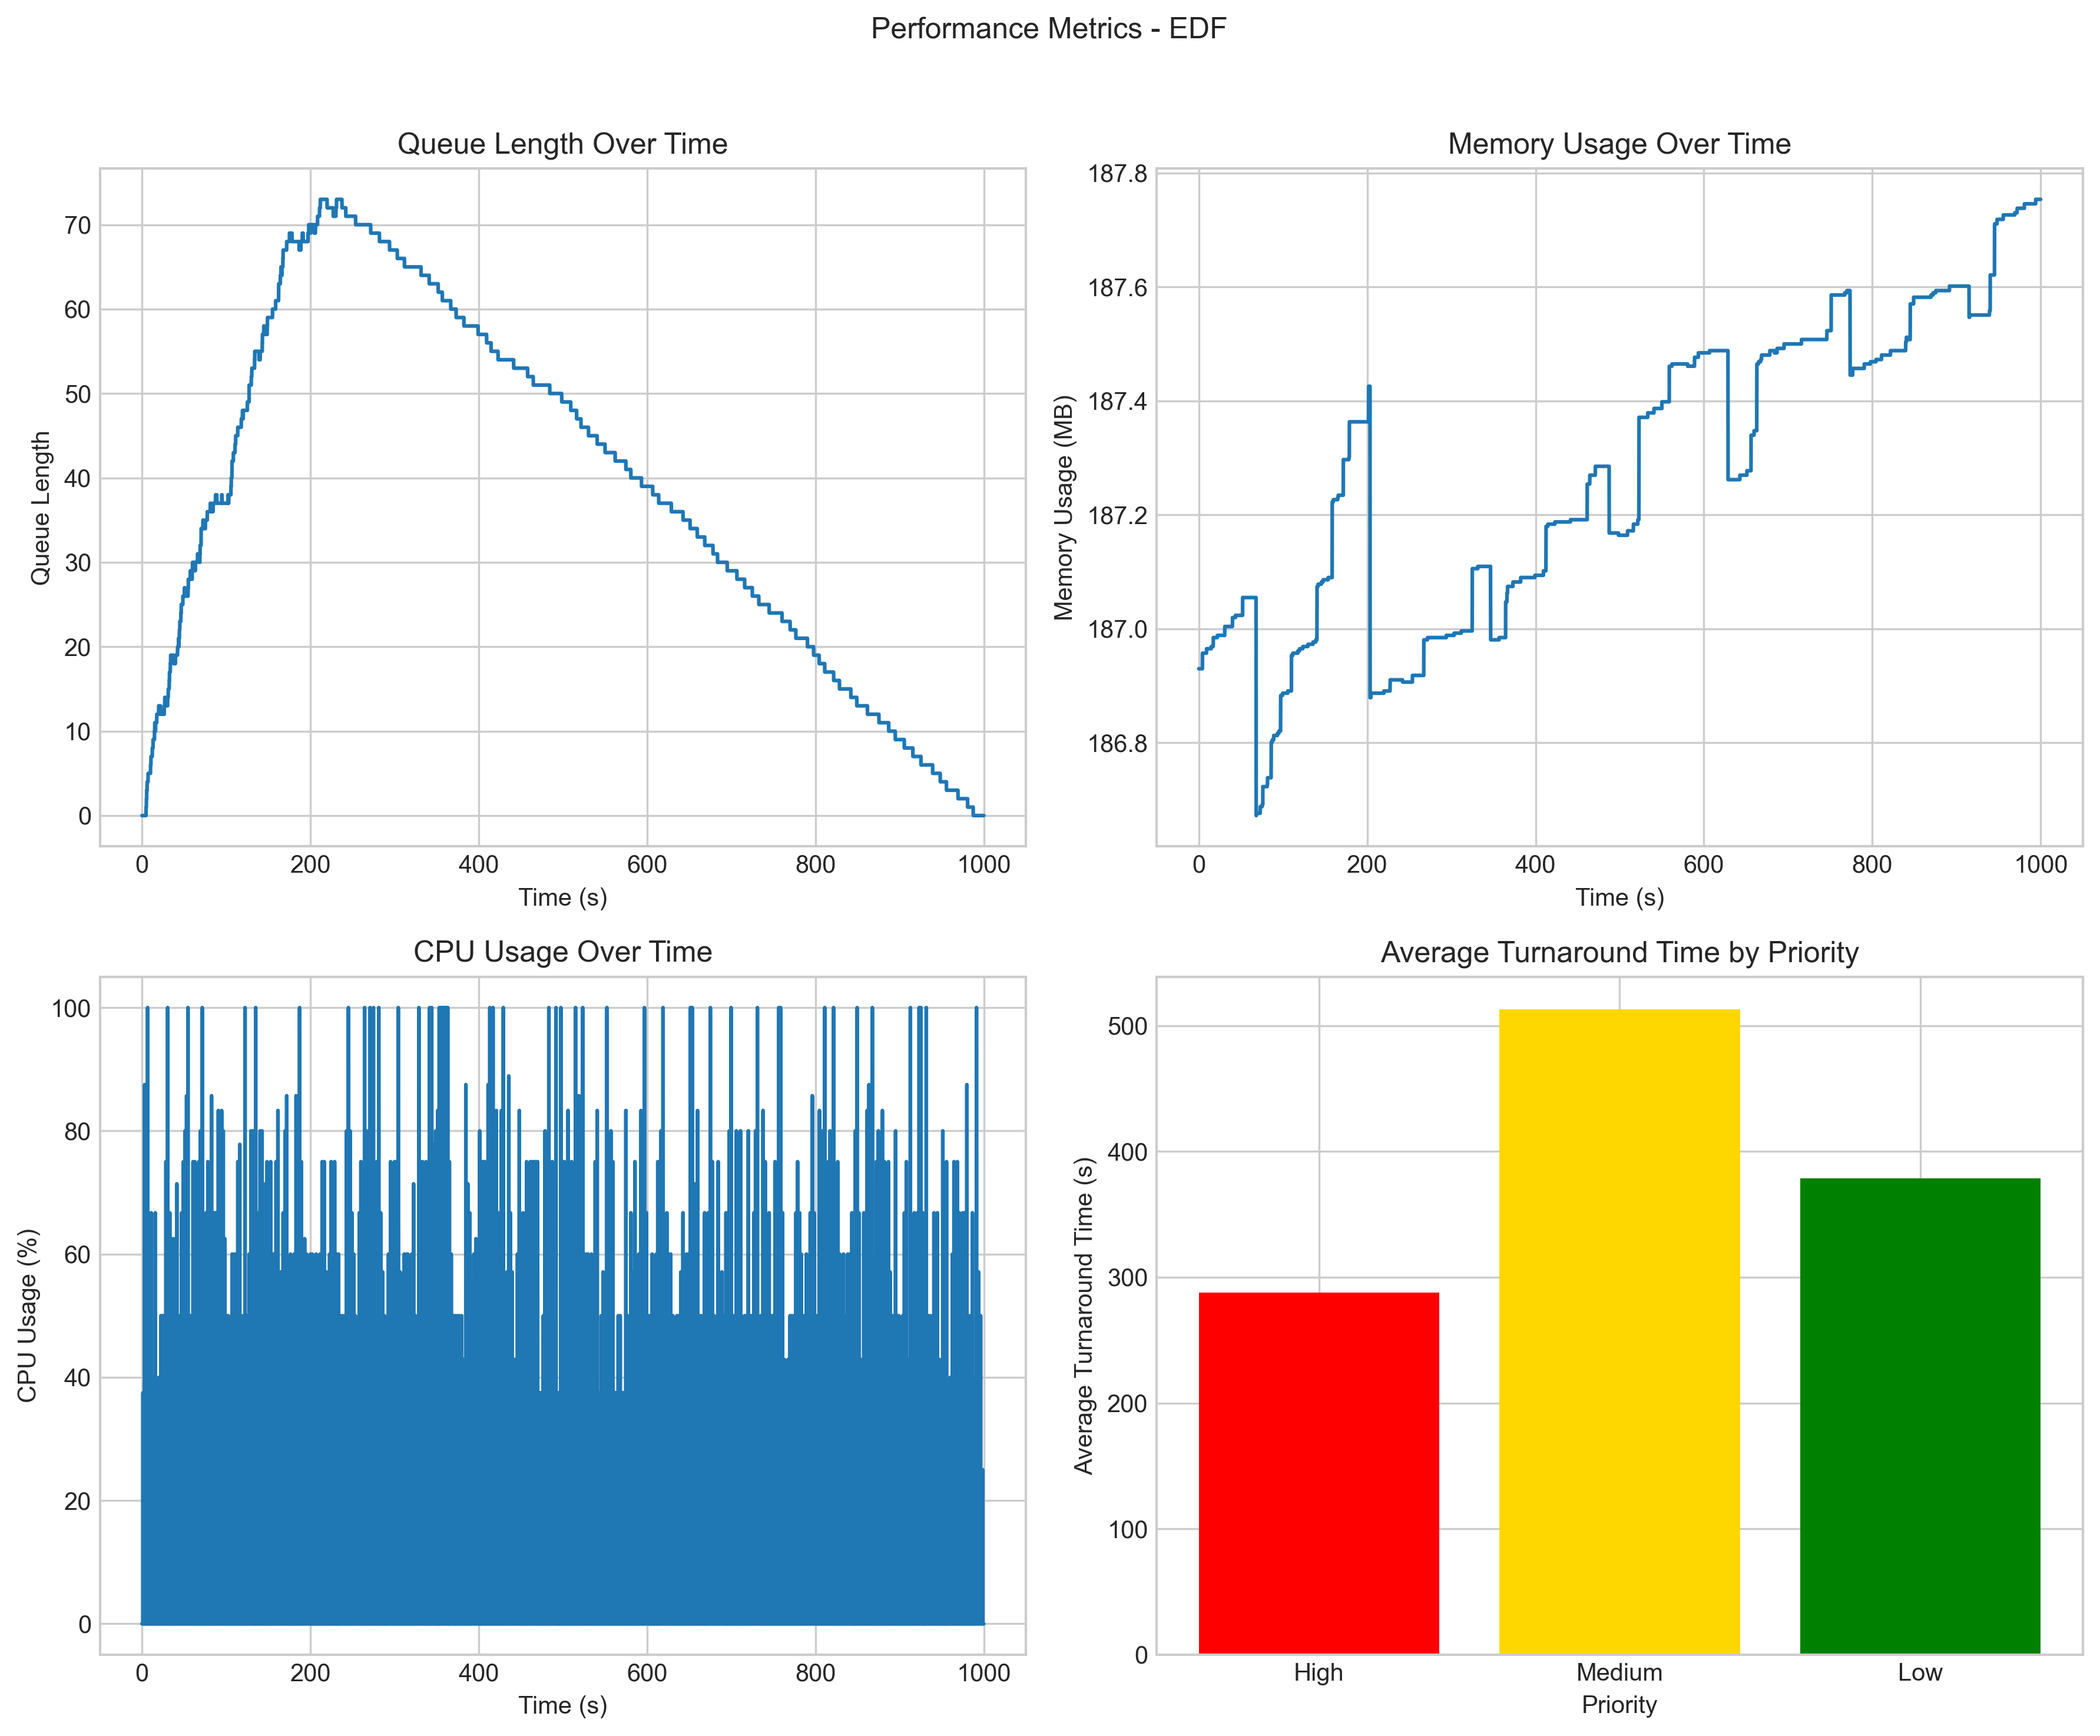 Performance Metrics - EDF
Queue Length Over Time
Queue Length
70
60
50
40
30
20
10
0
0 200 400 600 800 1000
Time (s)
Memory Usage Over Time
Memory Usage (MB)
187.8
187.6
187.4
187.2
187.0
186.8
0 200 400 600 800 1000
Time (s)
CPU Usage Over Time
CPU Usage (%)
100
80
60
40
20
0
0 200 400 600 800 1000
Time (s)
Average Turnaround Time by Priority
Average Turnaround Time (s)
500
400
300
200
100
0
High Medium Low
Priority